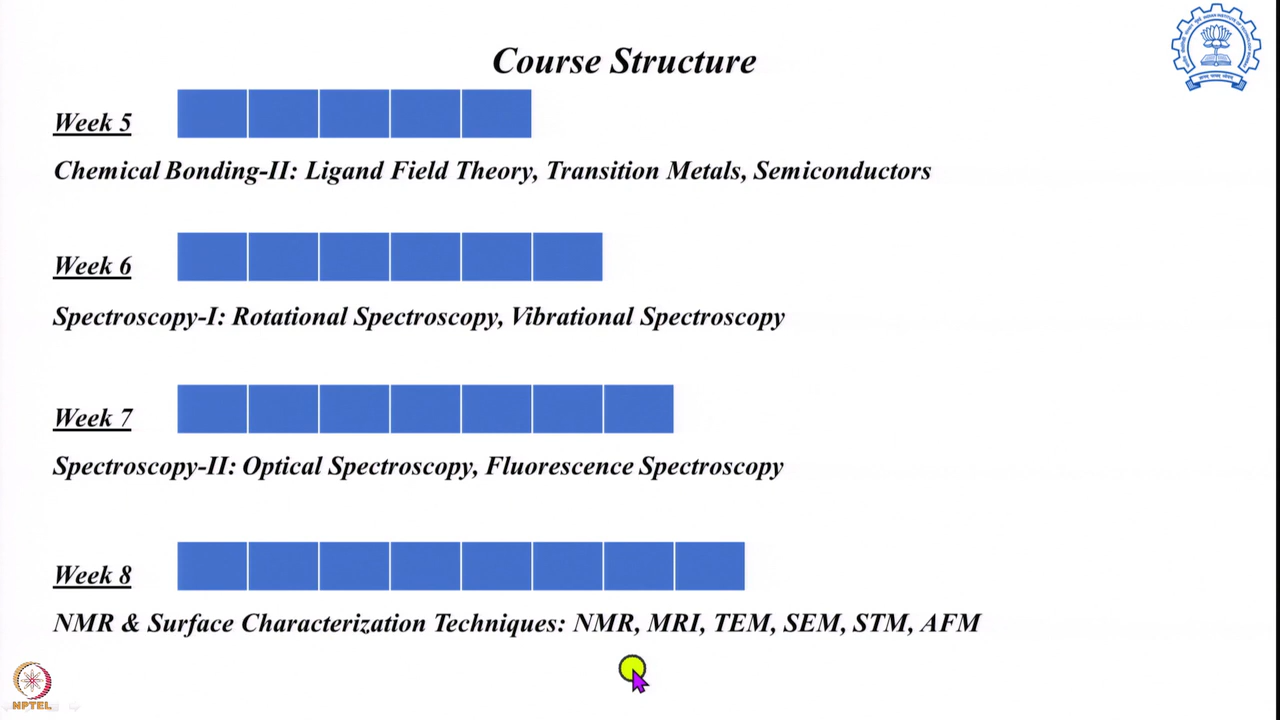 Course Structure
Week 5
Chemical Bonding-II: Ligand Field Theory, Transition Metals, Semiconductors
Week 6
Spectroscopy-I: Rotational Spectroscopy, Vibrational Spectroscopy
Week 7
Spectroscopy-II: Optical Spectroscopy, Fluorescence Spectroscopy
Week 8
NMR & Surface Characterization Techniques: NMR, MRI, TEM, SEM, STM, AFM
NPTEL